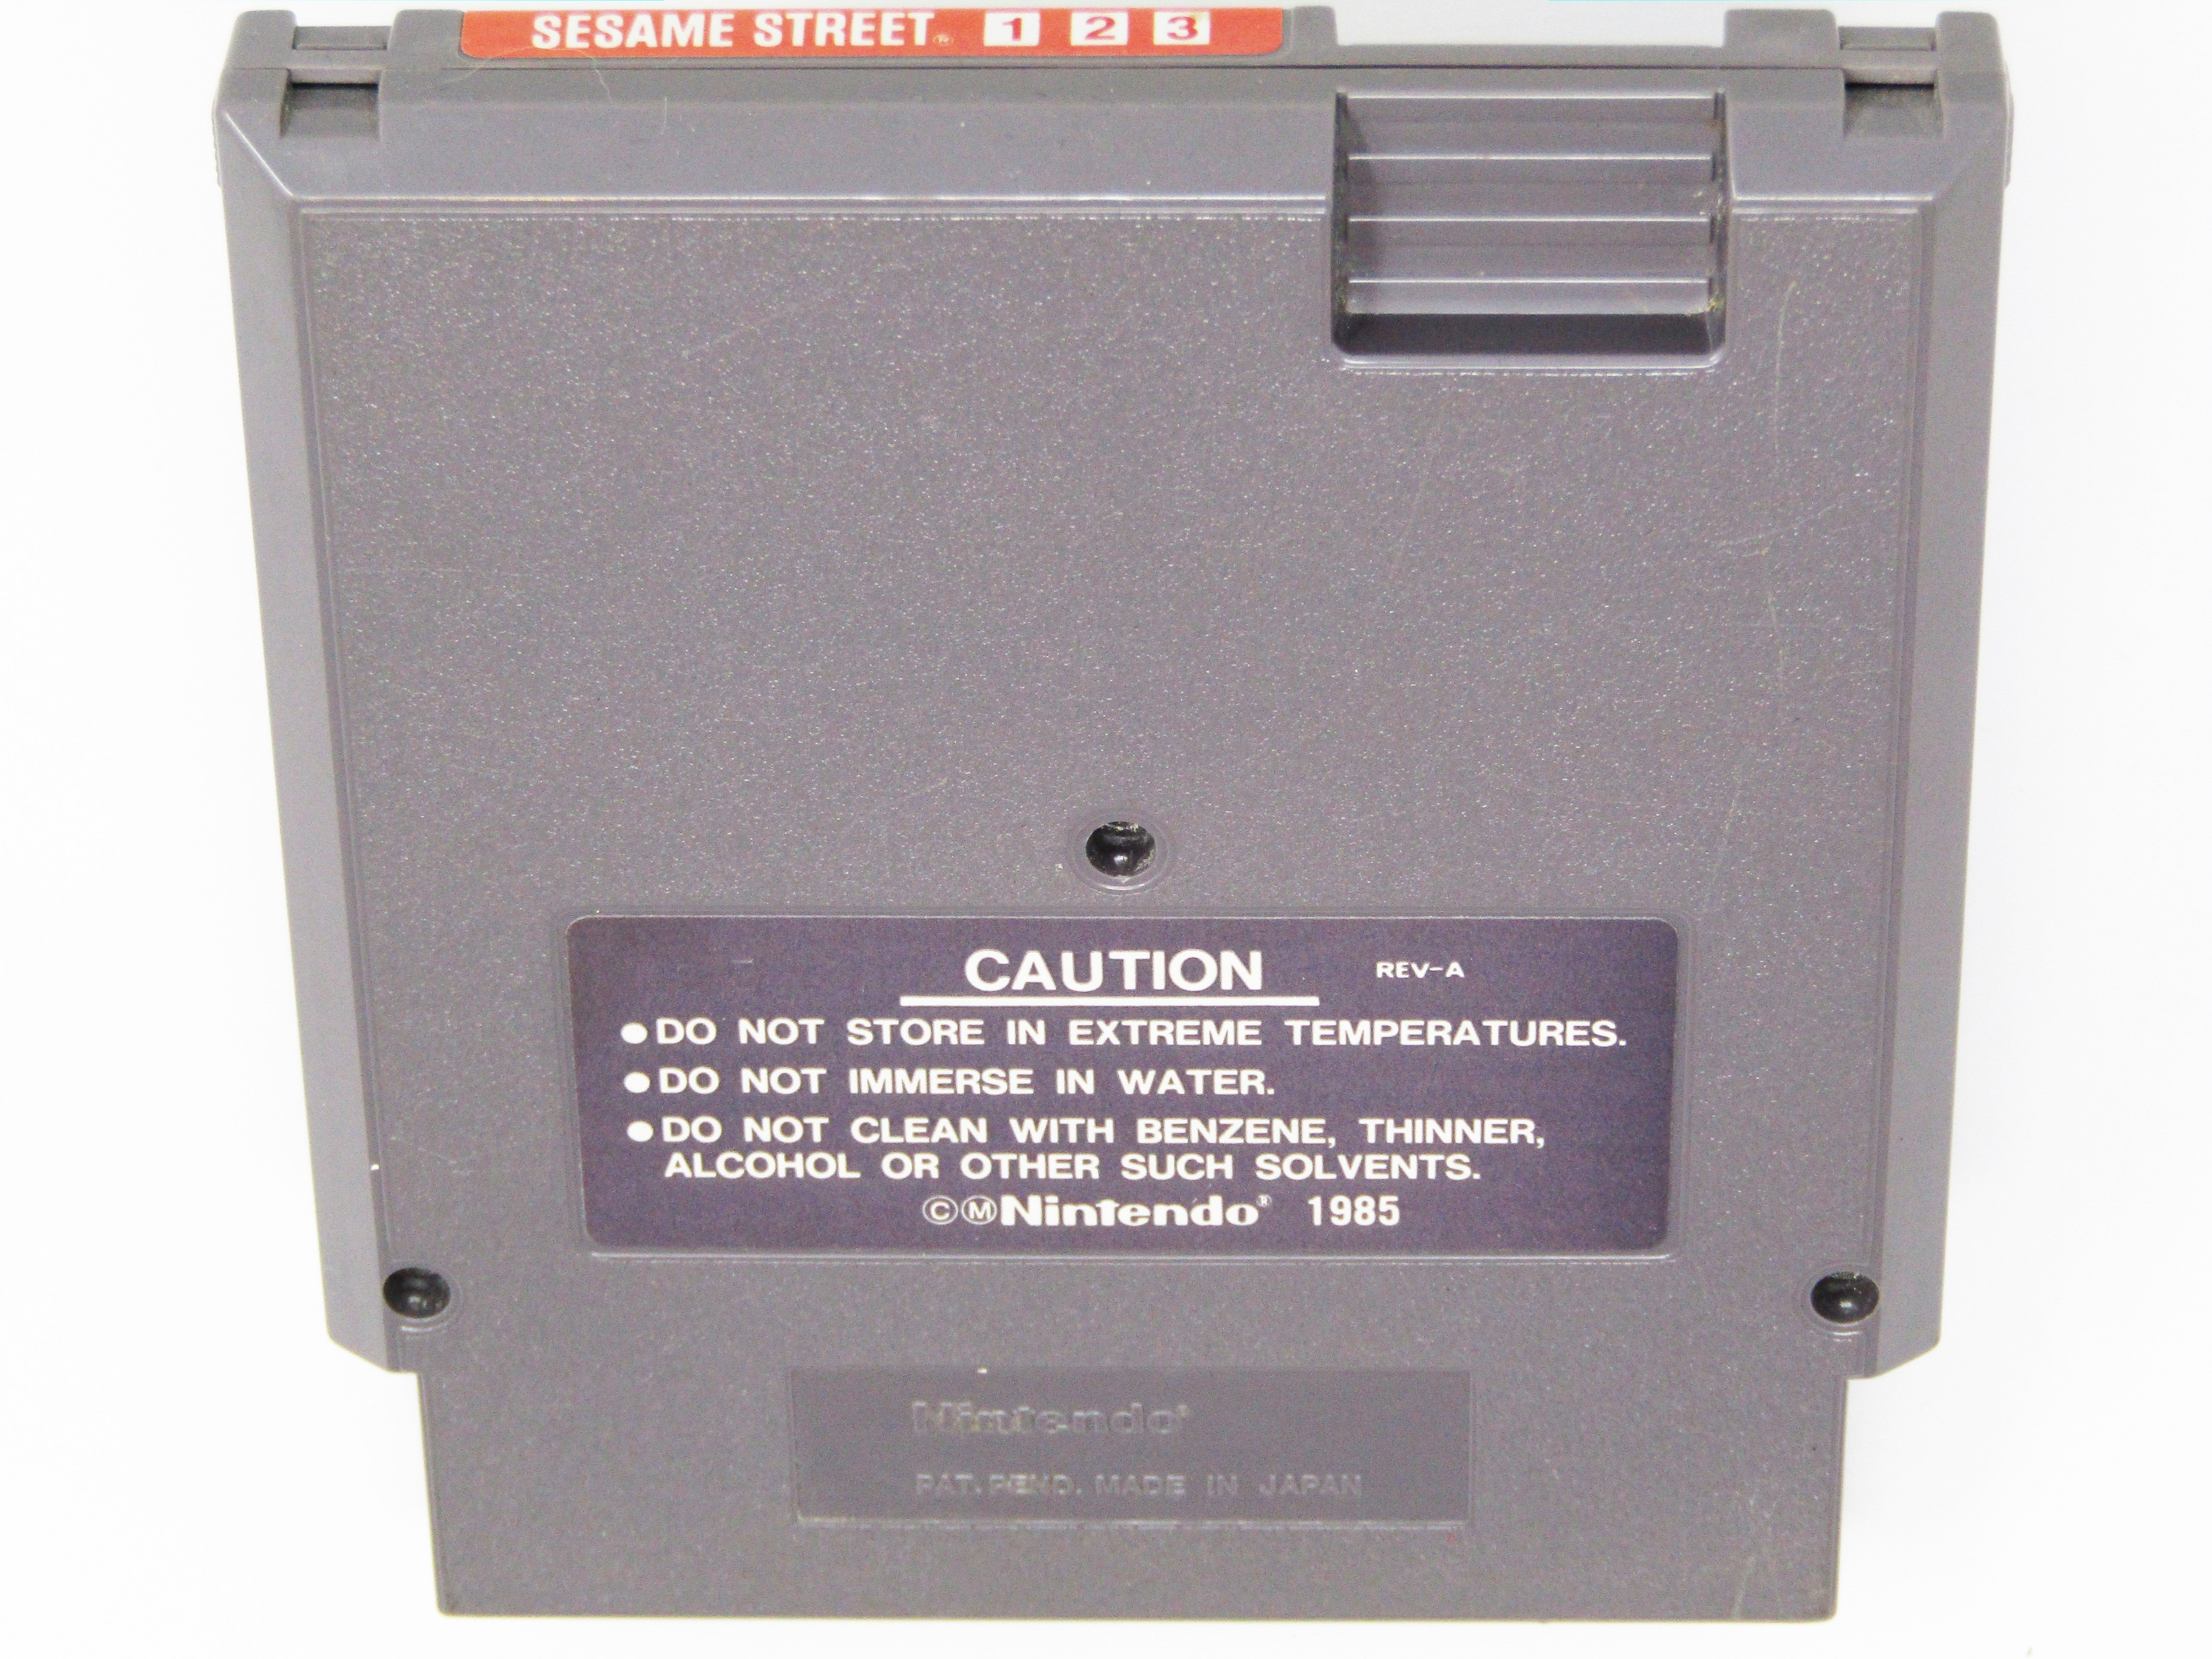 SESAME STREET® 1 2 3
CAUTION REV-A
●DO NOT STORE IN EXTREME TEMPERATURES.
●DO NOT IMMERSE IN WATER.
●DO NOT CLEAN WITH BENZENE, THINNER,
ALCOHOL OR OTHER SUCH SOLVENTS.
©ⓂNintendo® 1985
Nintendo®
PAT. PEND. MADE IN JAPAN